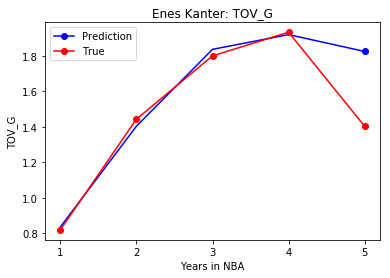 Enes Kanter: TOV_G
Prediction
True
TOV_G
1.8
1.6
1.4
1.2
1.0
0.8
1 2 3 4 5
Years in NBA